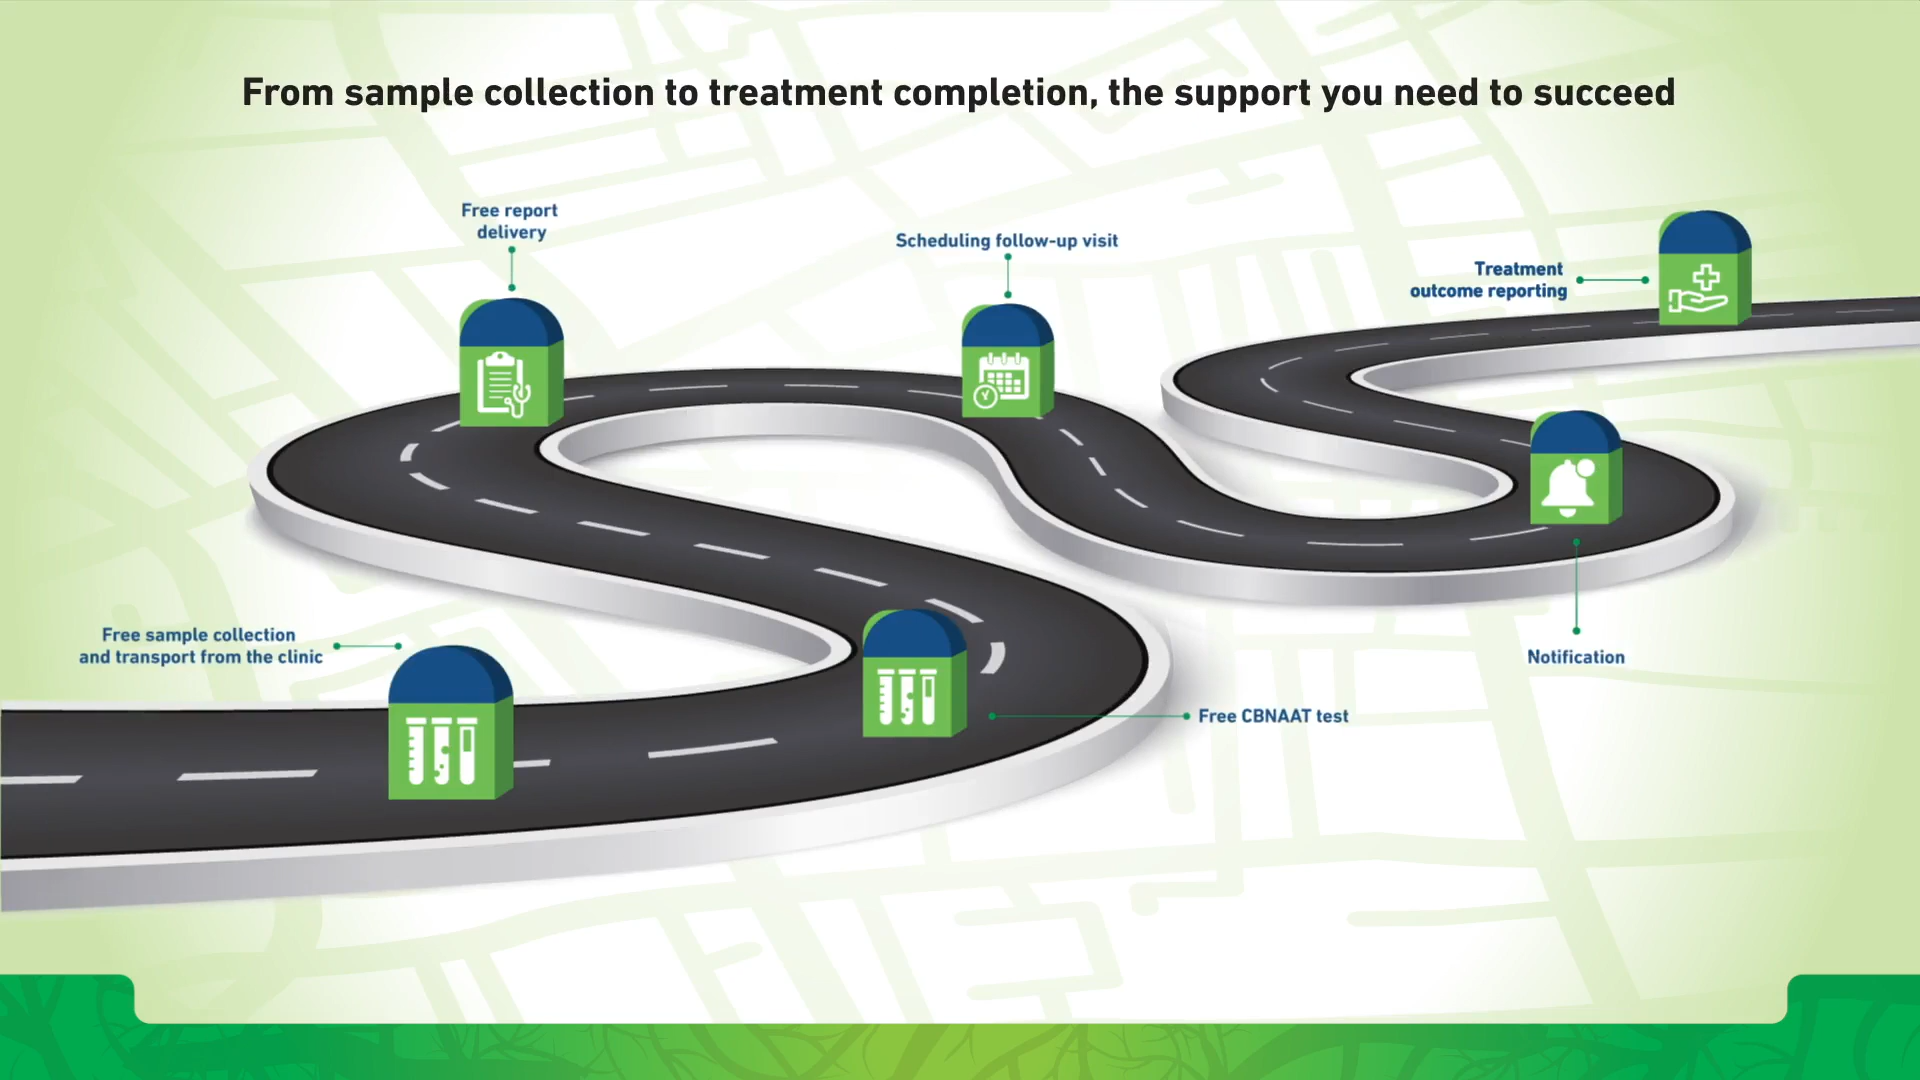 From sample collection to treatment completion, the support you need to succeed
Free report
delivery
Scheduling follow-up visit
Treatment
outcome reporting
Free sample collection
and transport from the clinic
Notification
Free CBNAAT test